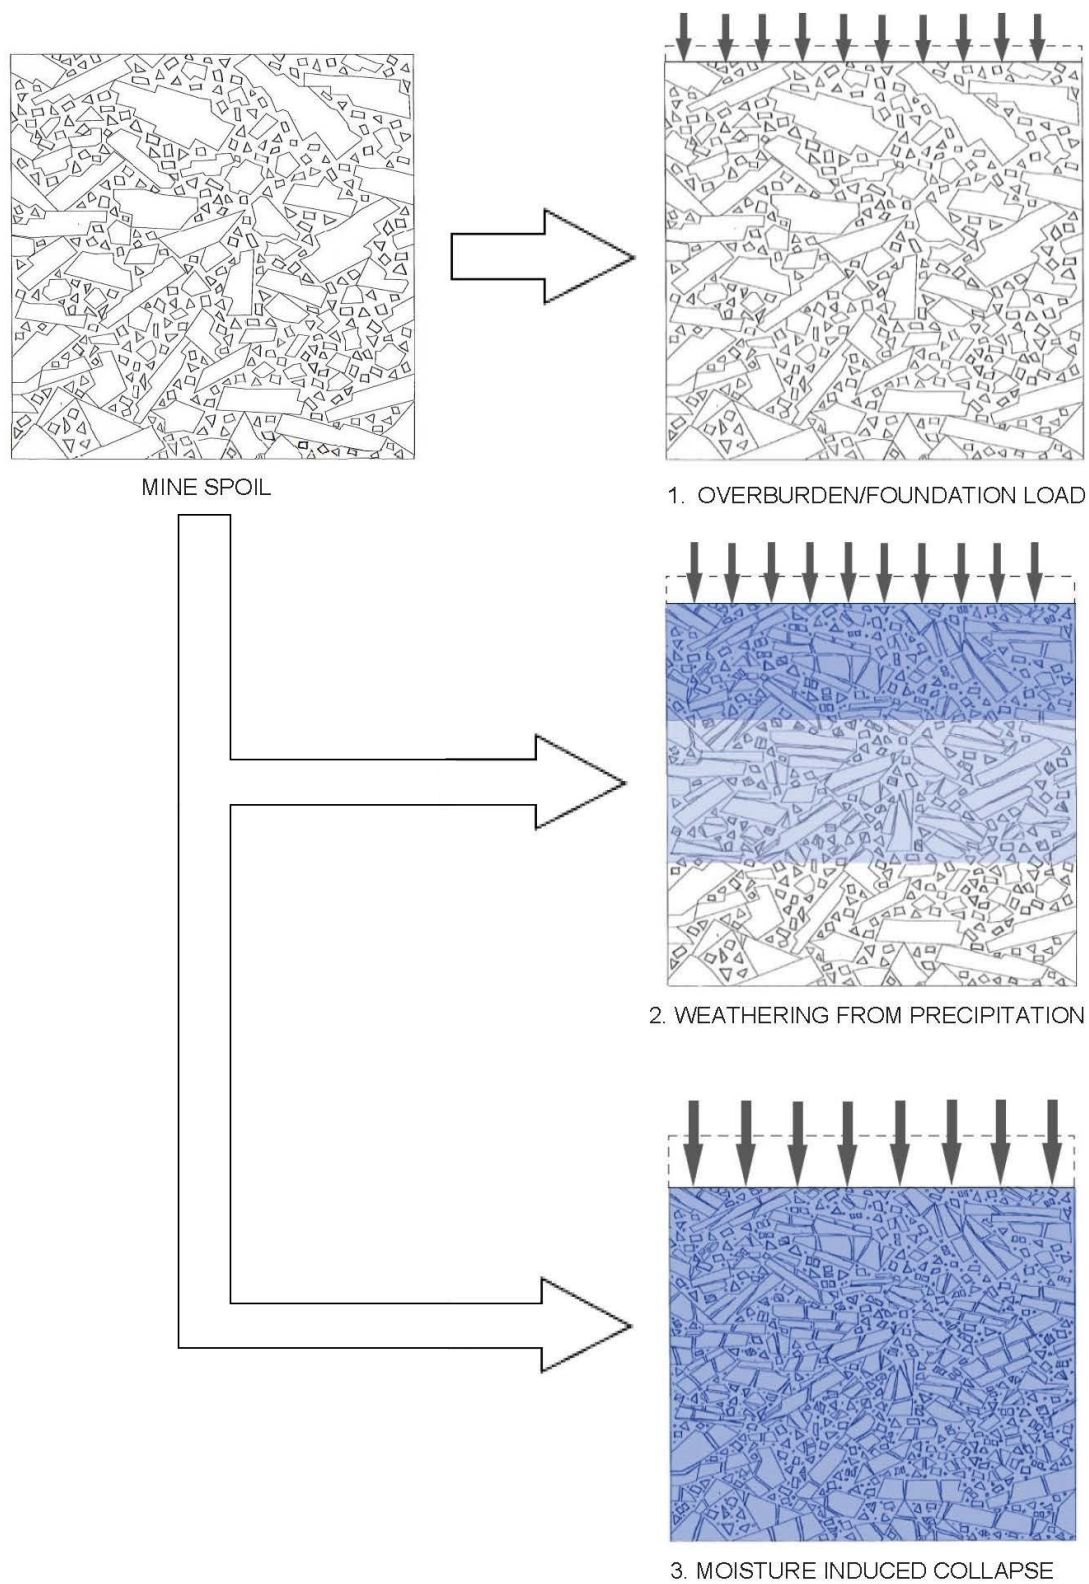 MINE SPOIL
1. OVERBURDEN/FOUNDATION LOAD
2. WEATHERING FROM PRECIPITATION
3. MOISTURE INDUCED COLLAPSE